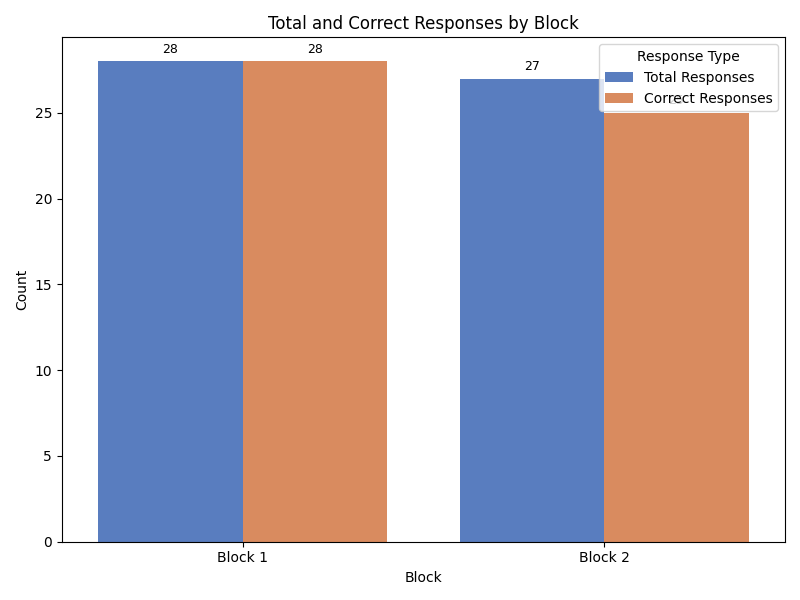 Total and Correct Responses by Block
28
28
27
Response Type
Total Responses
Correct Responses
25
20
15
10
5
0
Count
Block 1
Block 2
Block